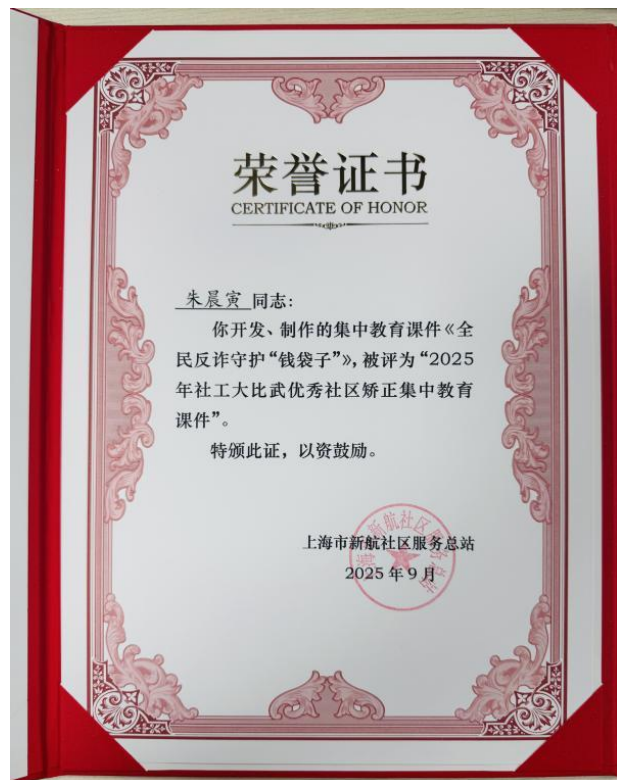 荣誉证书
CERTIFICATE OF HONOR
朱晨寅 同志：
你开发、制作的集中教育课件《全
民反诈守护“钱袋子”》，被评为“2025
年社工大比武优秀社区矫正集中教育
课件”。
特颁此证，以资鼓励。
上海市新航社区服务总站
2025 年 9 月